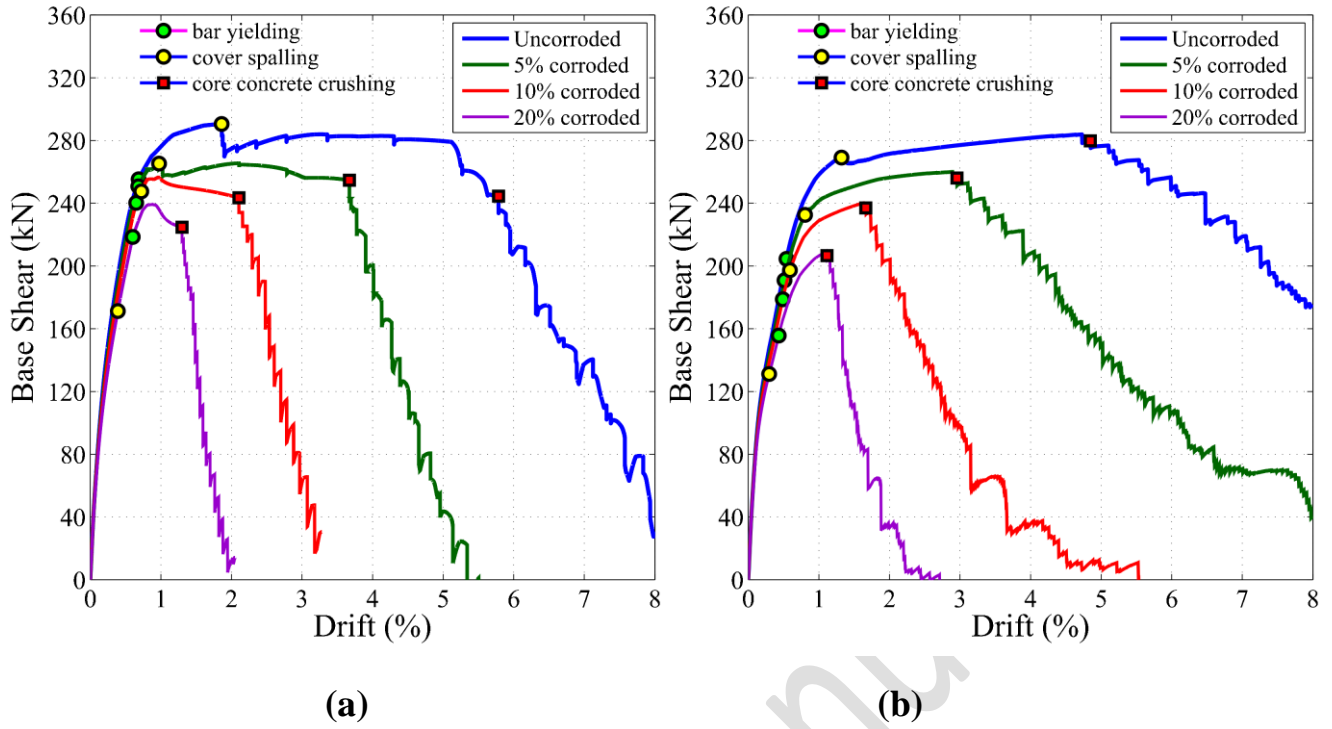 360
320
280
240
200
160
120
80
40
0
Base Shear (kN)
bar yielding
cover spalling
core concrete crushing
Uncorroded
5% corroded
10% corroded
20% corroded
0 1 2 3 4 5 6 7 8
Drift (%)
(a)
360
320
280
240
200
160
120
80
40
0
Base Shear (kN)
bar yielding
cover spalling
core concrete crushing
Uncorroded
5% corroded
10% corroded
20% corroded
0 1 2 3 4 5 6 7 8
Drift (%)
(b)